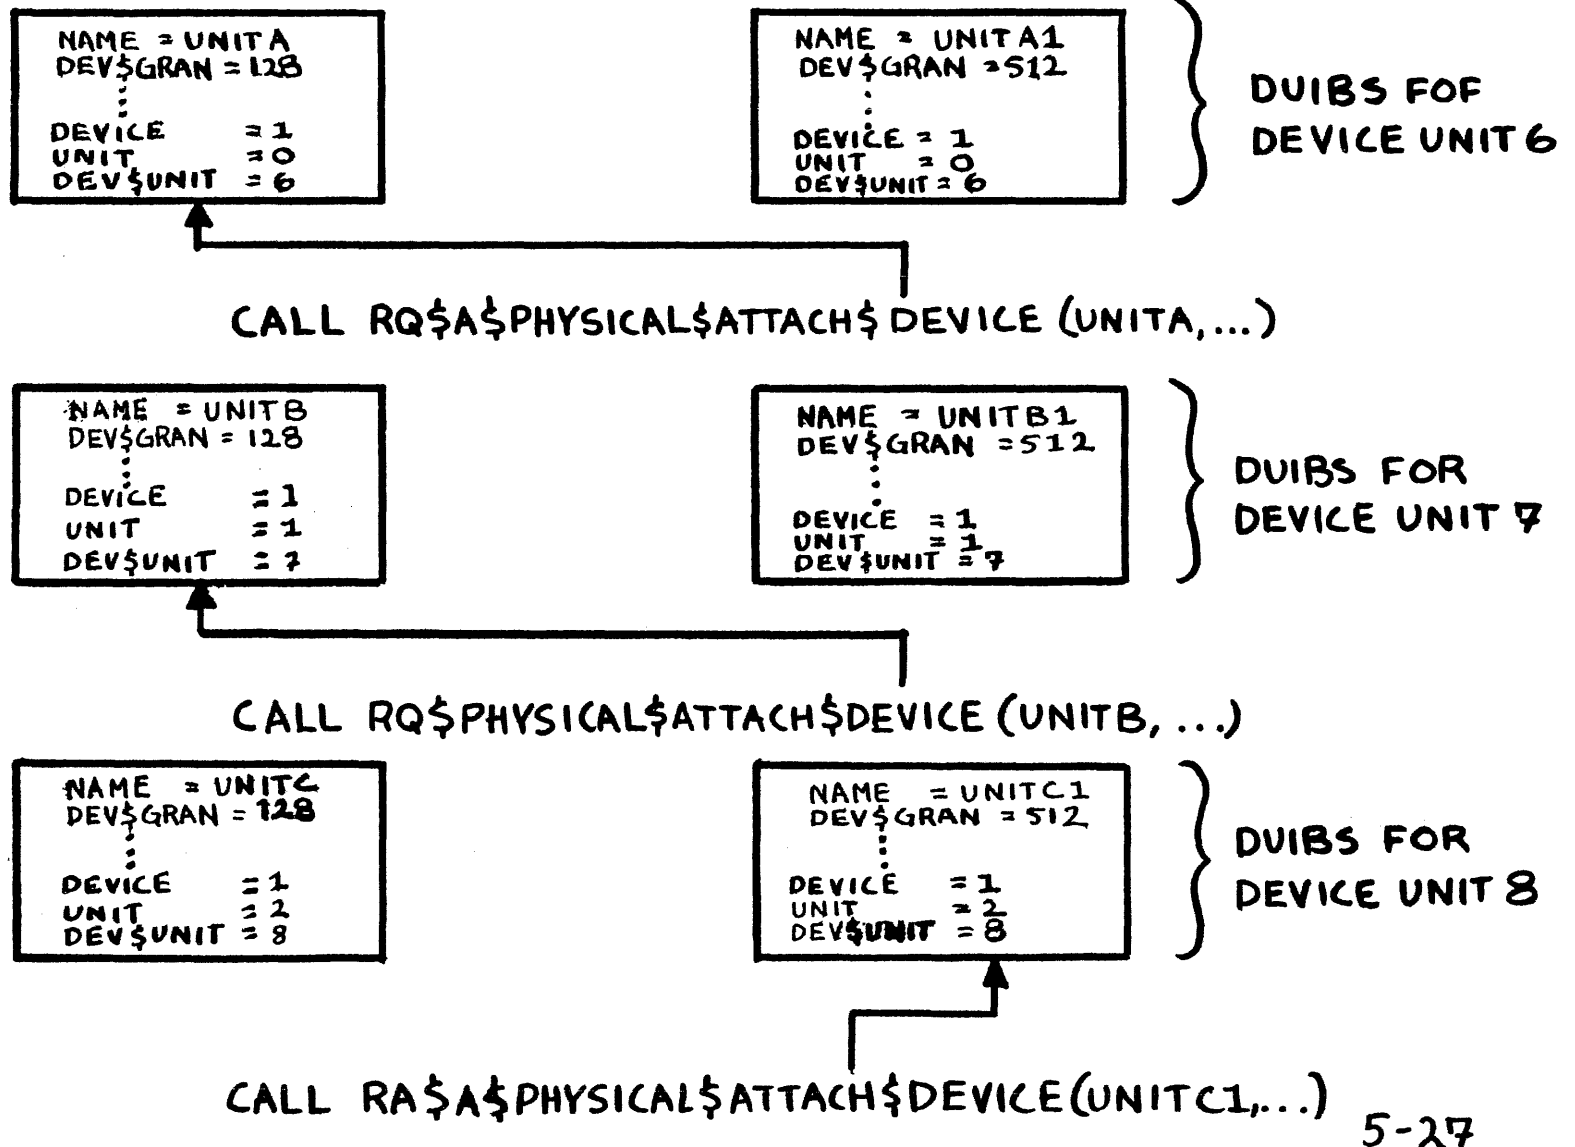 NAME = UNITA
DEV$GRAN = 128
DEVICE = 1
UNIT = 0
DEV$UNIT = 6
NAME = UNITA1
DEV$GRAN = 512
DEVICE = 1
UNIT = 0
DEV$UNIT = 6
DUIBS FOF
DEVICE UNIT 6
CALL RQ$A$PHYSICAL$ATTACH$DEVICE (UNITA,...)
NAME = UNITB
DEV$GRAN = 128
DEVICE = 1
UNIT = 1
DEV$UNIT = 7
NAME = UNITB1
DEV$GRAN = 512
DEVICE = 1
UNIT = 1
DEV$UNIT = 7
DUIBS FOR
DEVICE UNIT 7
CALL RQ$PHYSICAL$ATTACH$DEVICE (UNITB, ...)
NAME = UNITC
DEV$GRAN = 128
DEVICE = 1
UNIT = 2
DEV$UNIT = 8
NAME = UNITC1
DEV$GRAN = 512
DEVICE = 1
UNIT = 2
DEV$UNIT = 8
DUIBS FOR
DEVICE UNIT 8
CALL RA$A$PHYSICAL$ATTACH$DEVICE(UNITC1,...)
5-27